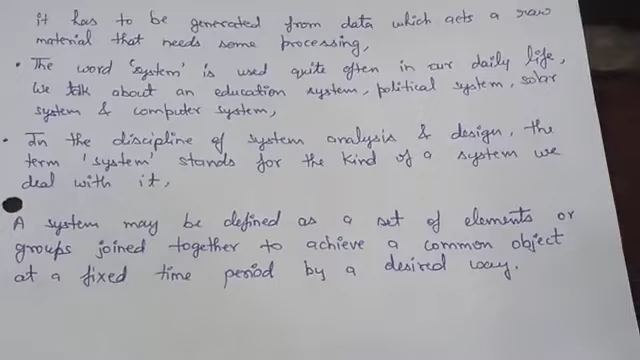 it has to be generated from data which acts a raw
material that needs some processing,
• The word 'system' is used quite often in our daily life,
We talk about an education system, political system, solar
system & computer system,
• In the discipline of system analysis & design, the
term 'system' stands for the kind of a system we
deal with it,
A system may be defined as a set of elements or
groups joined together to achieve a common object
at a fixed time period by a desired way.